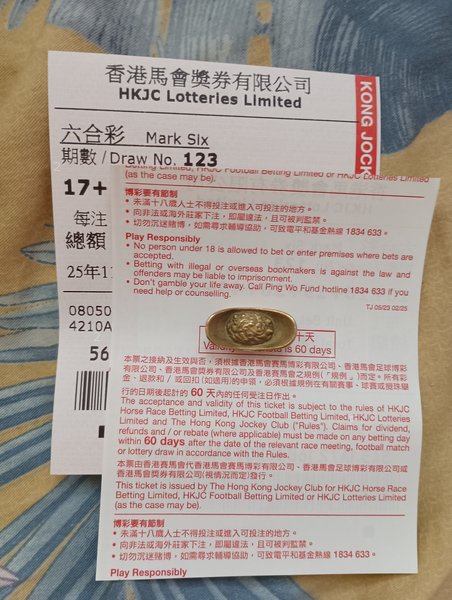 香港馬會獎券有限公司
HKJC Lotteries Limited
KONG JOC
六合彩 Mark Six
期數 / Draw No. 123
17+
每注
總額
25年11
08050
4210A
56
Betting Limited, HKJC Football Betting Limited or HKJC Lotteries Limited
(as the case may be).
博彩要有節制
• 未滿十八歲人士不得投注或進入可投注的地方。
• 向非法或海外莊家下注，即屬違法，且可被判監禁。
• 切勿沉迷賭博，如需尋求輔導協助，可致電平和基金熱線 1834 633。
Play Responsibly
• No person under 18 is allowed to bet or enter premises where bets are
accepted.
• Betting with illegal or overseas bookmakers is against the law and
offenders may be liable to imprisonment.
• Don't gamble your life away. Call Ping Wo Fund hotline 1834 633 if you
need help or counselling.
TJ 05/23 02/25
十天
is 60 days
本票之接納及生效與否，須根據香港馬會賽馬博彩有限公司、香港馬會足球博彩
有限公司、香港馬會獎券有限公司及香港賽馬會之規例(「規例」)而定。所有彩
金、退款和 / 或回扣(如適用)的申領，必須根據規例在有關賽事、球賽或攪珠舉
行的日期後起計的 60 天內的任何受注日作出。
The acceptance and validity of this ticket is subject to the rules of HKJC
Horse Race Betting Limited, HKJC Football Betting Limited, HKJC Lotteries
Limited and The Hong Kong Jockey Club ("Rules"). Claims for dividend,
refunds and / or rebate (where applicable) must be made on any betting day
within 60 days after the date of the relevant race meeting, football match
or lottery draw in accordance with the Rules.
本票由香港賽馬會代香港馬會賽馬博彩有限公司、香港馬會足球博彩有限公司或
香港馬會獎券有限公司(視情況而定)發行。
This ticket is issued by The Hong Kong Jockey Club for HKJC Horse Race
Betting Limited, HKJC Football Betting Limited or HKJC Lotteries Limited
(as the case may be).
博彩要有節制
• 未滿十八歲人士不得投注或進入可投注的地方。
• 向非法或海外莊家下注，即屬違法，且可被判監禁。
• 切勿沉迷賭博，如需尋求輔導協助，可致電平和基金熱線 1834 633。
Play Responsibly